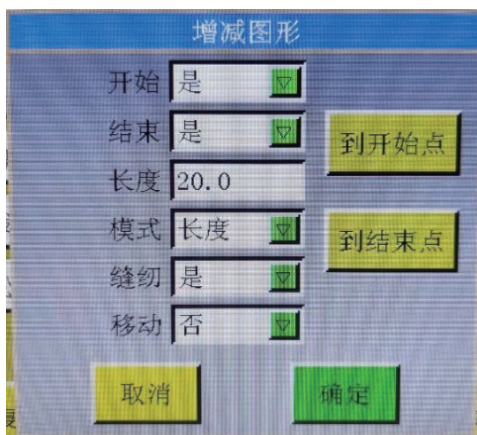 增减图形
开始 是
结束 是
到开始点
长度 20.0
模式 长度
到结束点
缝纫 是
移动 否
取消 确定